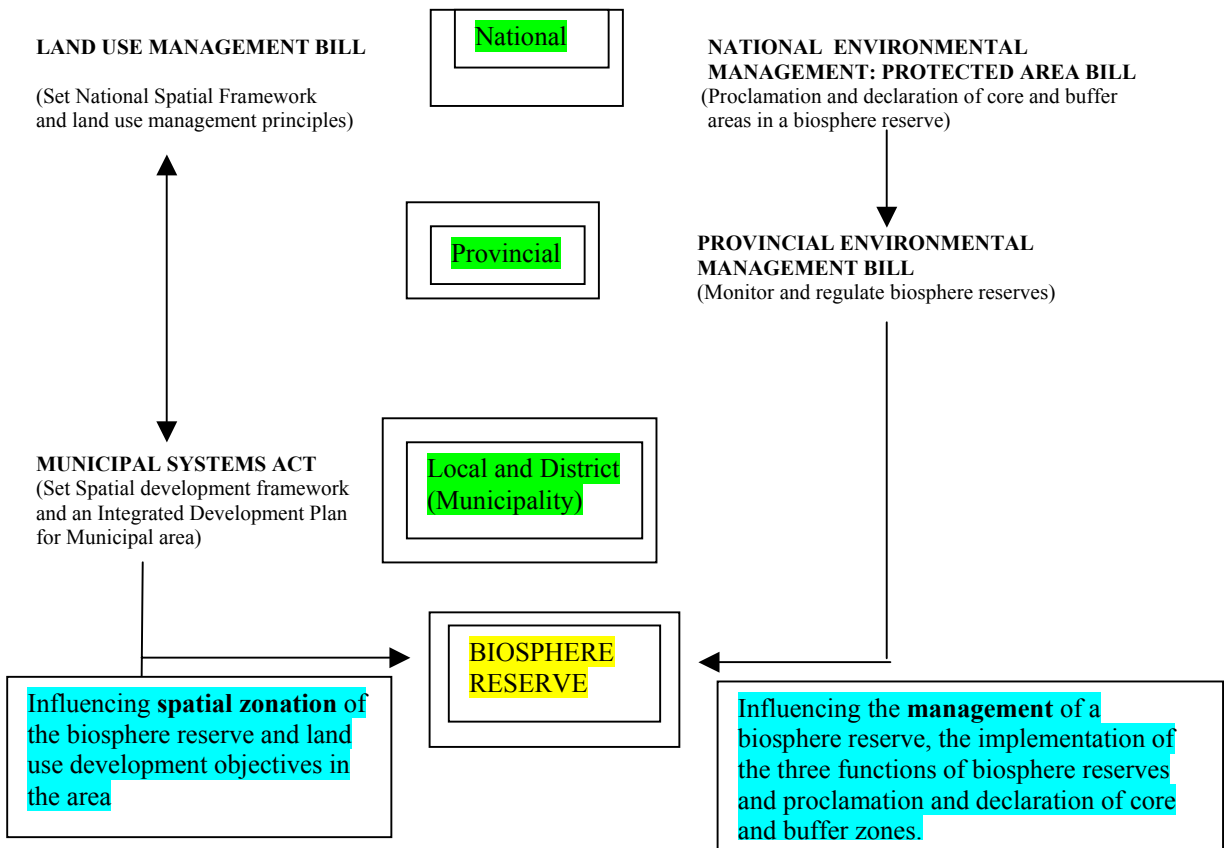 LAND USE MANAGEMENT BILL
(Set National Spatial Framework
and land use management principles)
National
NATIONAL ENVIRONMENTAL
MANAGEMENT: PROTECTED AREA BILL
(Proclamation and declaration of core and buffer
areas in a biosphere reserve)
Provincial
PROVINCIAL ENVIRONMENTAL
MANAGEMENT BILL
(Monitor and regulate biosphere reserves)
MUNICIPAL SYSTEMS ACT
(Set Spatial development framework
and an Integrated Development Plan
for Municipal area)
Local and District
(Municipality)
BIOSPHERE
RESERVE
Influencing spatial zonation of
the biosphere reserve and land
use development objectives in
the area
Influencing the management of a
biosphere reserve, the implementation of
the three functions of biosphere reserves
and proclamation and declaration of core
and buffer zones.